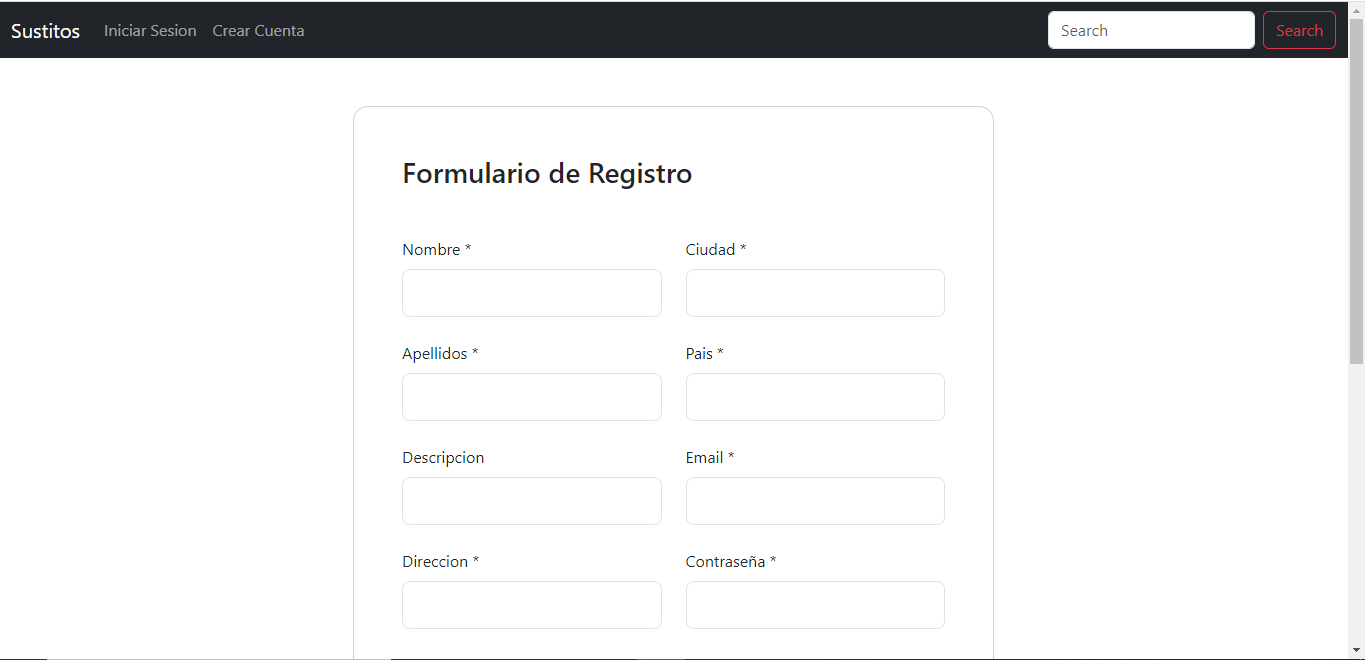 Sustitos Iniciar Sesion Crear Cuenta Search Search
Formulario de Registro
Nombre * Ciudad *
Apellidos * Pais *
Descripcion Email *
Direccion * Contraseña *